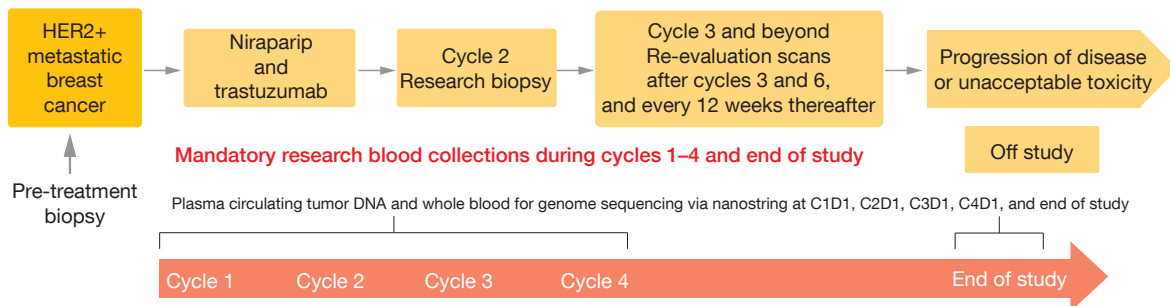 HER2+
metastatic
breast
cancer
Niraparip
and
trastuzumab
Cycle 2
Research biopsy
Cycle 3 and beyond
Re-evaluation scans
after cycles 3 and 6,
and every 12 weeks thereafter
Progression of disease
or unacceptable toxicity
Off study
Pre-treatment
biopsy
Mandatory research blood collections during cycles 1–4 and end of study
Plasma circulating tumor DNA and whole blood for genome sequencing via nanostring at C1D1, C2D1, C3D1, C4D1, and end of study
Cycle 1
Cycle 2
Cycle 3
Cycle 4
End of study